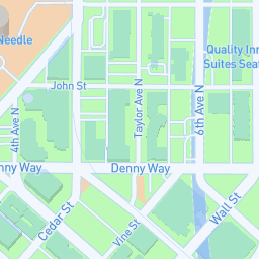 Needle
Quality Inn
Suites Seat
John St
Taylor Ave N
4th Ave N
6th Ave N
nny Way
Denny Way
Cedar St
Vine St
Wall St